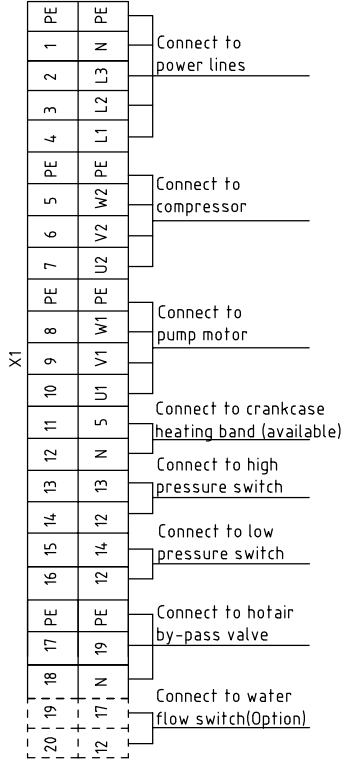 X1
PE PE
1 N
2 L3
3 L2
4 L1
Connect to
power lines
PE PE
5 W2
6 V2
7 U2
Connect to
compressor
PE PE
8 W1
9 V1
10 U1
Connect to
pump motor
11 5
12 N
Connect to crankcase
heating band (available)
13 13
14 12
Connect to high
pressure switch
15 14
16 12
Connect to low
pressure switch
PE PE
17 19
18 N
Connect to hotair
by-pass valve
19 17
20 12
Connect to water
flow switch(Option)